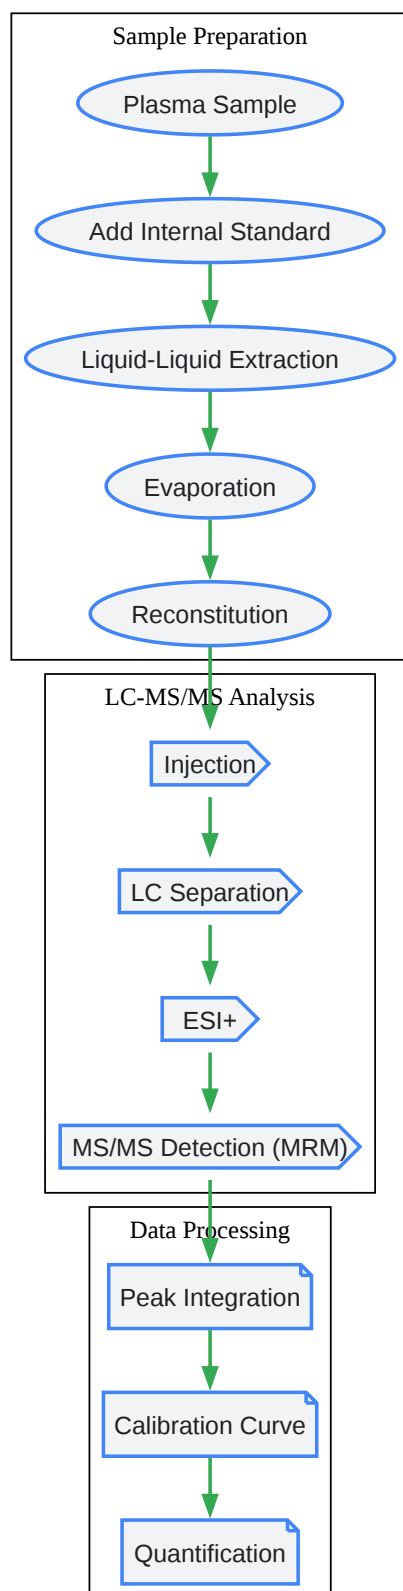 Sample Preparation
Plasma Sample
Add Internal Standard
Liquid-Liquid Extraction
Evaporation
Reconstitution
LC-MS/MS Analysis
Injection
LC Separation
ESI+
MS/MS Detection (MRM)
Data Processing
Peak Integration
Calibration Curve
Quantification